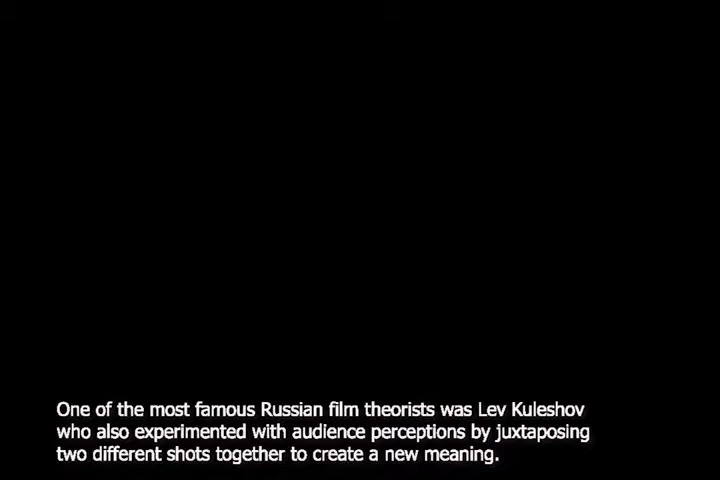 One of the most famous Russian film theorists was Lev Kuleshov
who also experimented with audience perceptions by juxtaposing
two different shots together to create a new meaning.